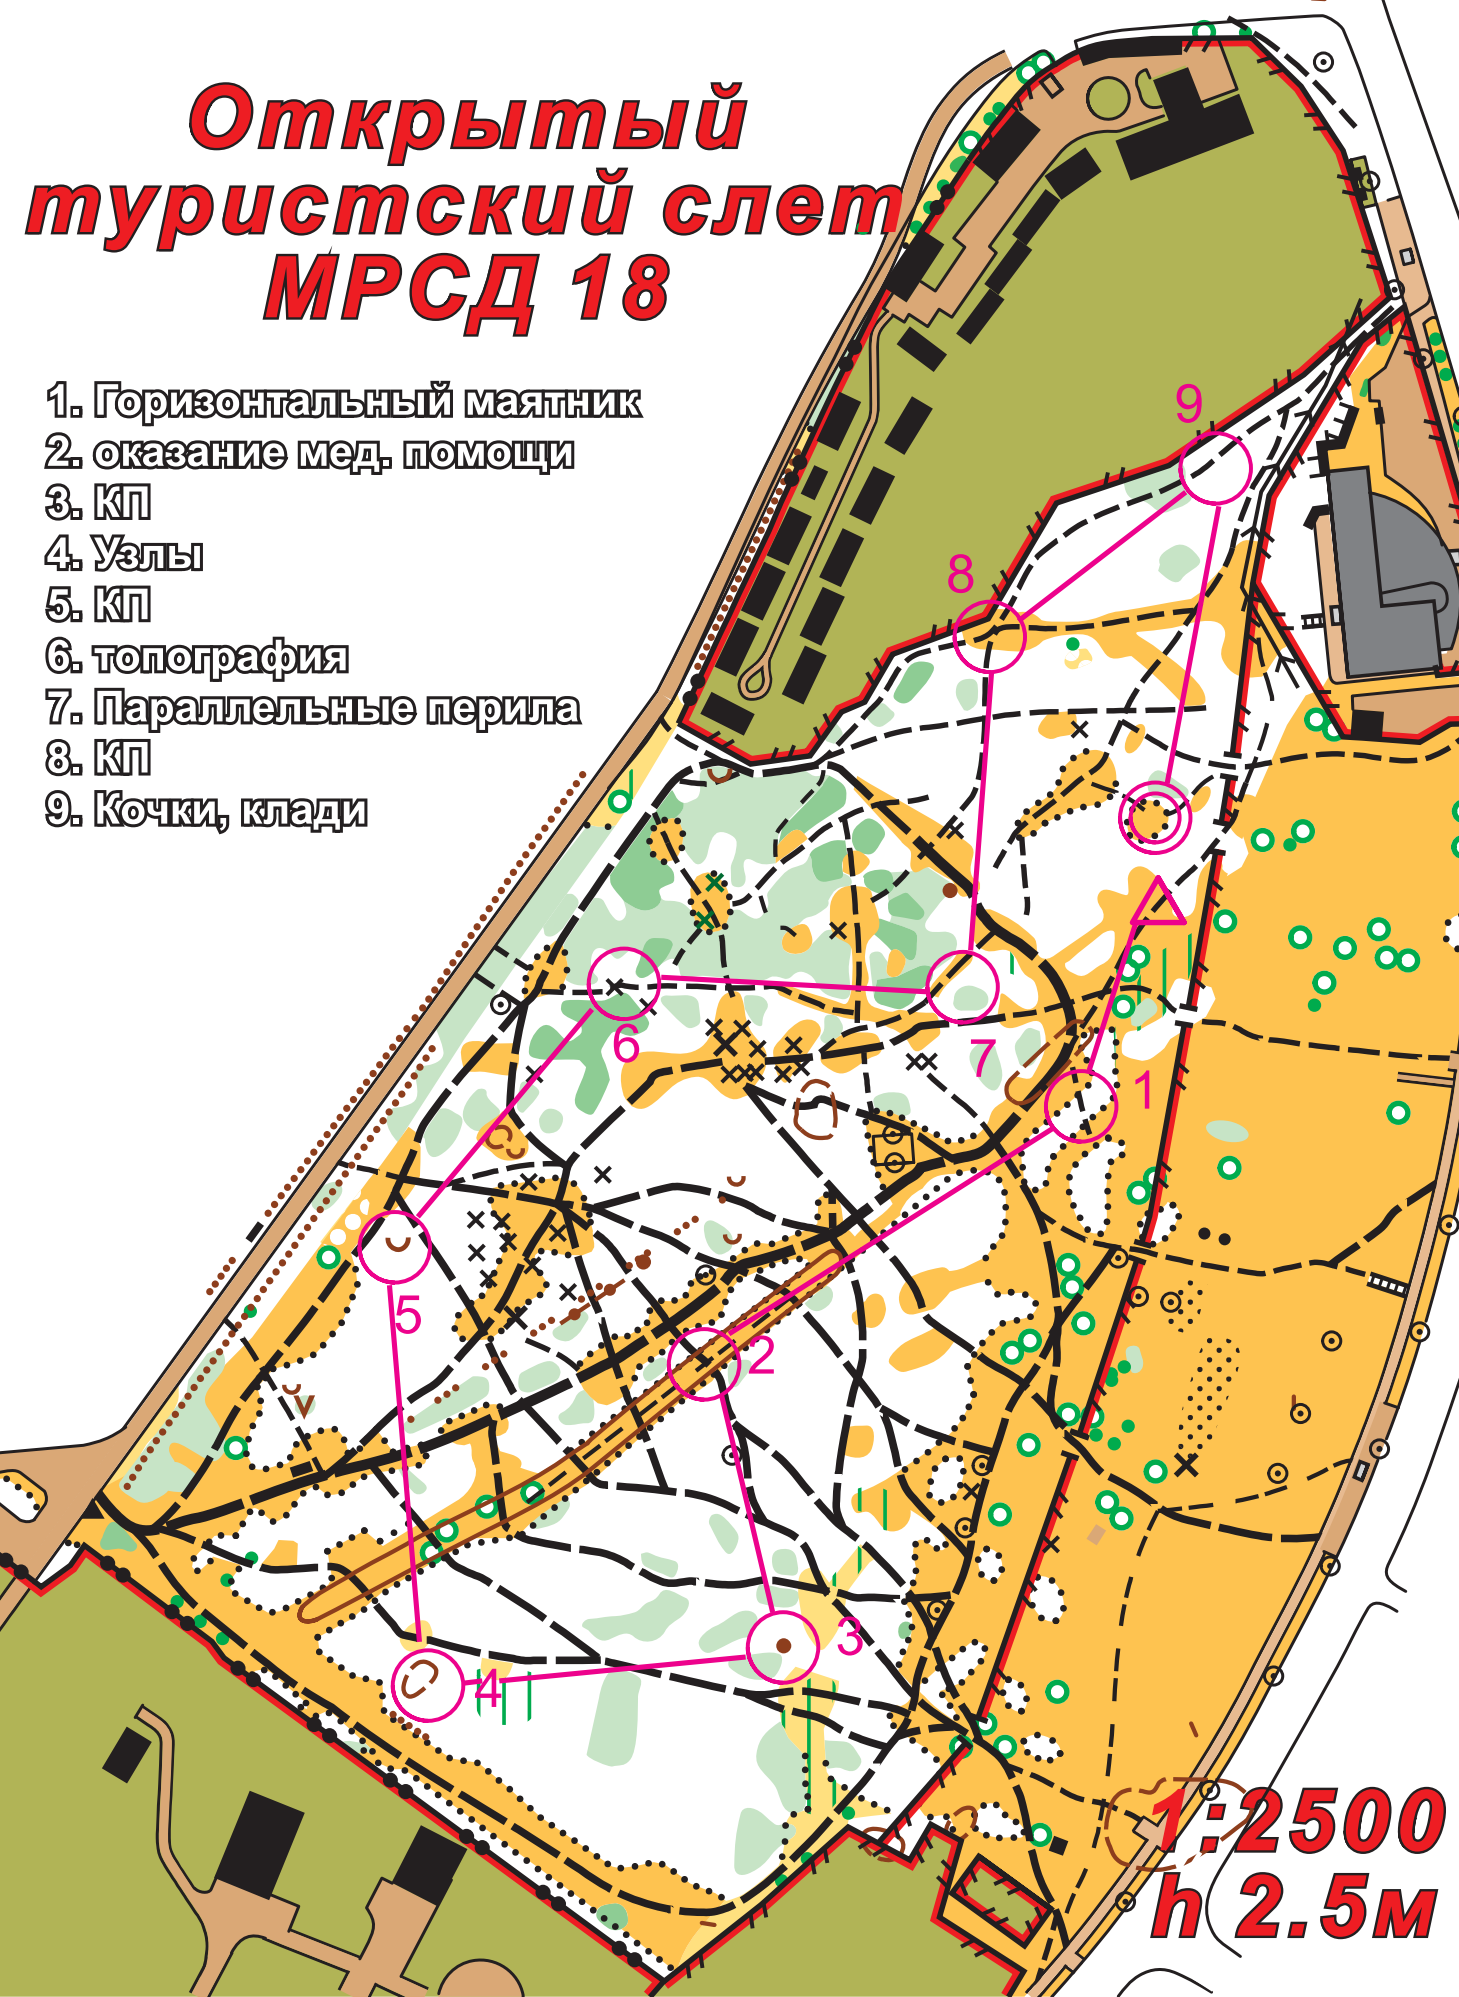 Открытый
туристский слет
МРСД 18
1. Горизонтальный маятник
2. оказание мед. помощи
3. КП
4. Узлы
5. КП
6. топография
7. Параллельные перила
8. КП
9. Кочки, клади
9
8
6
7
1
5
2
3
4
1:2500
h 2.5м